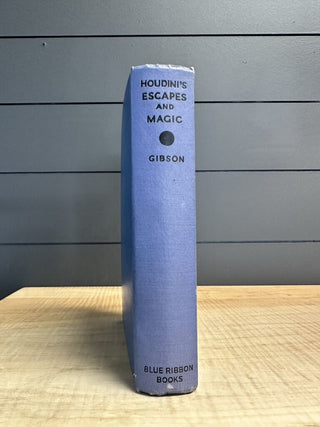 HOUDINI'S
ESCAPES
AND
MAGIC
GIBSON
BLUE RIBBON
BOOKS